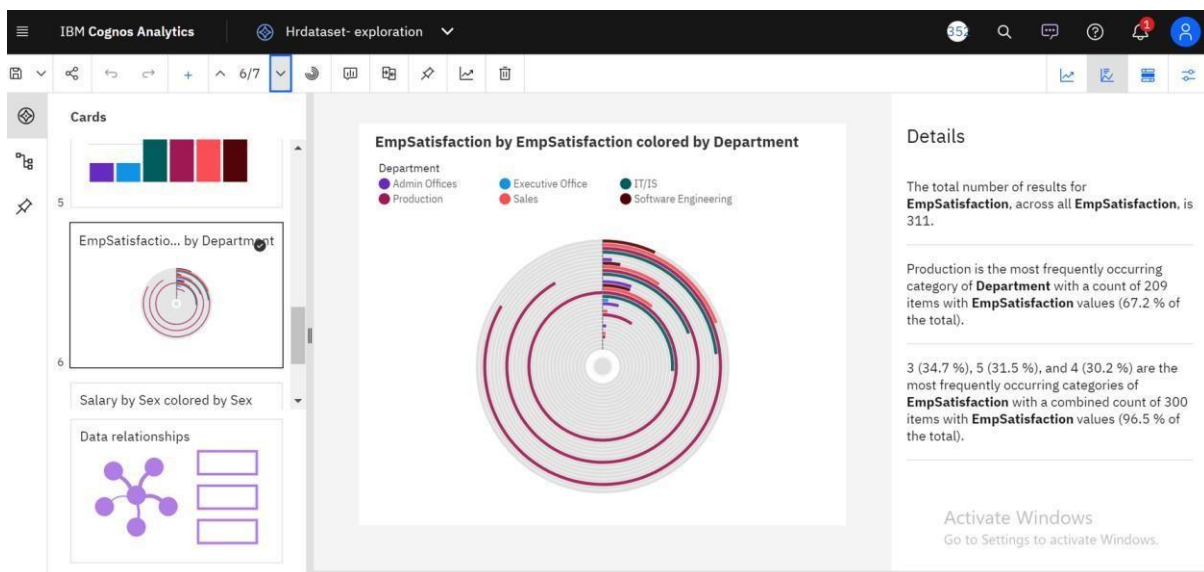 IBM Cognos Analytics
Hrdataset- exploration
352
1
6/7
Cards
5
EmpSatisfactio... by Department
6
Salary by Sex colored by Sex
Data relationships
EmpSatisfaction by EmpSatisfaction colored by Department
Department
Admin Offices Executive Office IT/IS
Production Sales Software Engineering
Details
The total number of results for
EmpSatisfaction, across all EmpSatisfaction, is
311.
Production is the most frequently occurring
category of Department with a count of 209
items with EmpSatisfaction values (67.2 % of
the total).
3 (34.7 %), 5 (31.5 %), and 4 (30.2 %) are the
most frequently occurring categories of
EmpSatisfaction with a combined count of 300
items with EmpSatisfaction values (96.5 % of
the total).
Activate Windows
Go to Settings to activate Windows.